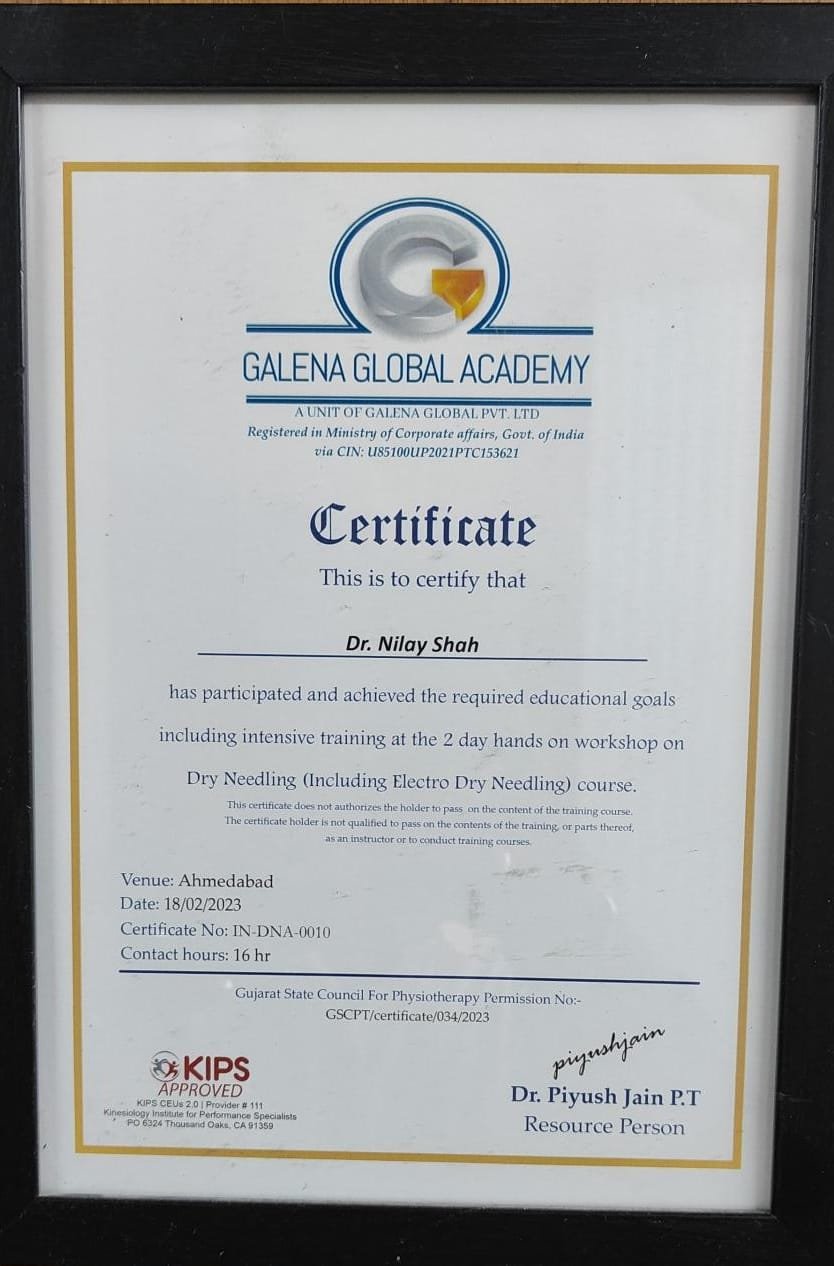 GALENA GLOBAL ACADEMY
A UNIT OF GALENA GLOBAL PVT. LTD
Registered in Ministry of Corporate affairs, Govt. of India
via CIN: U85100UP2021PTC153621
Certificate
This is to certify that
Dr. Nilay Shah
has participated and achieved the required educational goals
including intensive training at the 2 day hands on workshop on
Dry Needling (Including Electro Dry Needling) course.
This certificate does not authorizes the holder to pass on the content of the training course.
The certificate holder is not qualified to pass on the contents of the training, or parts thereof,
as an instructor or to conduct training courses.
Venue: Ahmedabad
Date: 18/02/2023
Certificate No: IN-DNA-0010
Contact hours: 16 hr
Gujarat State Council For Physiotherapy Permission No:-
GSCPT/certificate/034/2023
KIPS
APPROVED
KIPS CEUs 2.0 | Provider # 111
Kinesiology Institute for Performance Specialists
PO 6324 Thousand Oaks, CA 91359
piyushjain
Dr. Piyush Jain P.T
Resource Person